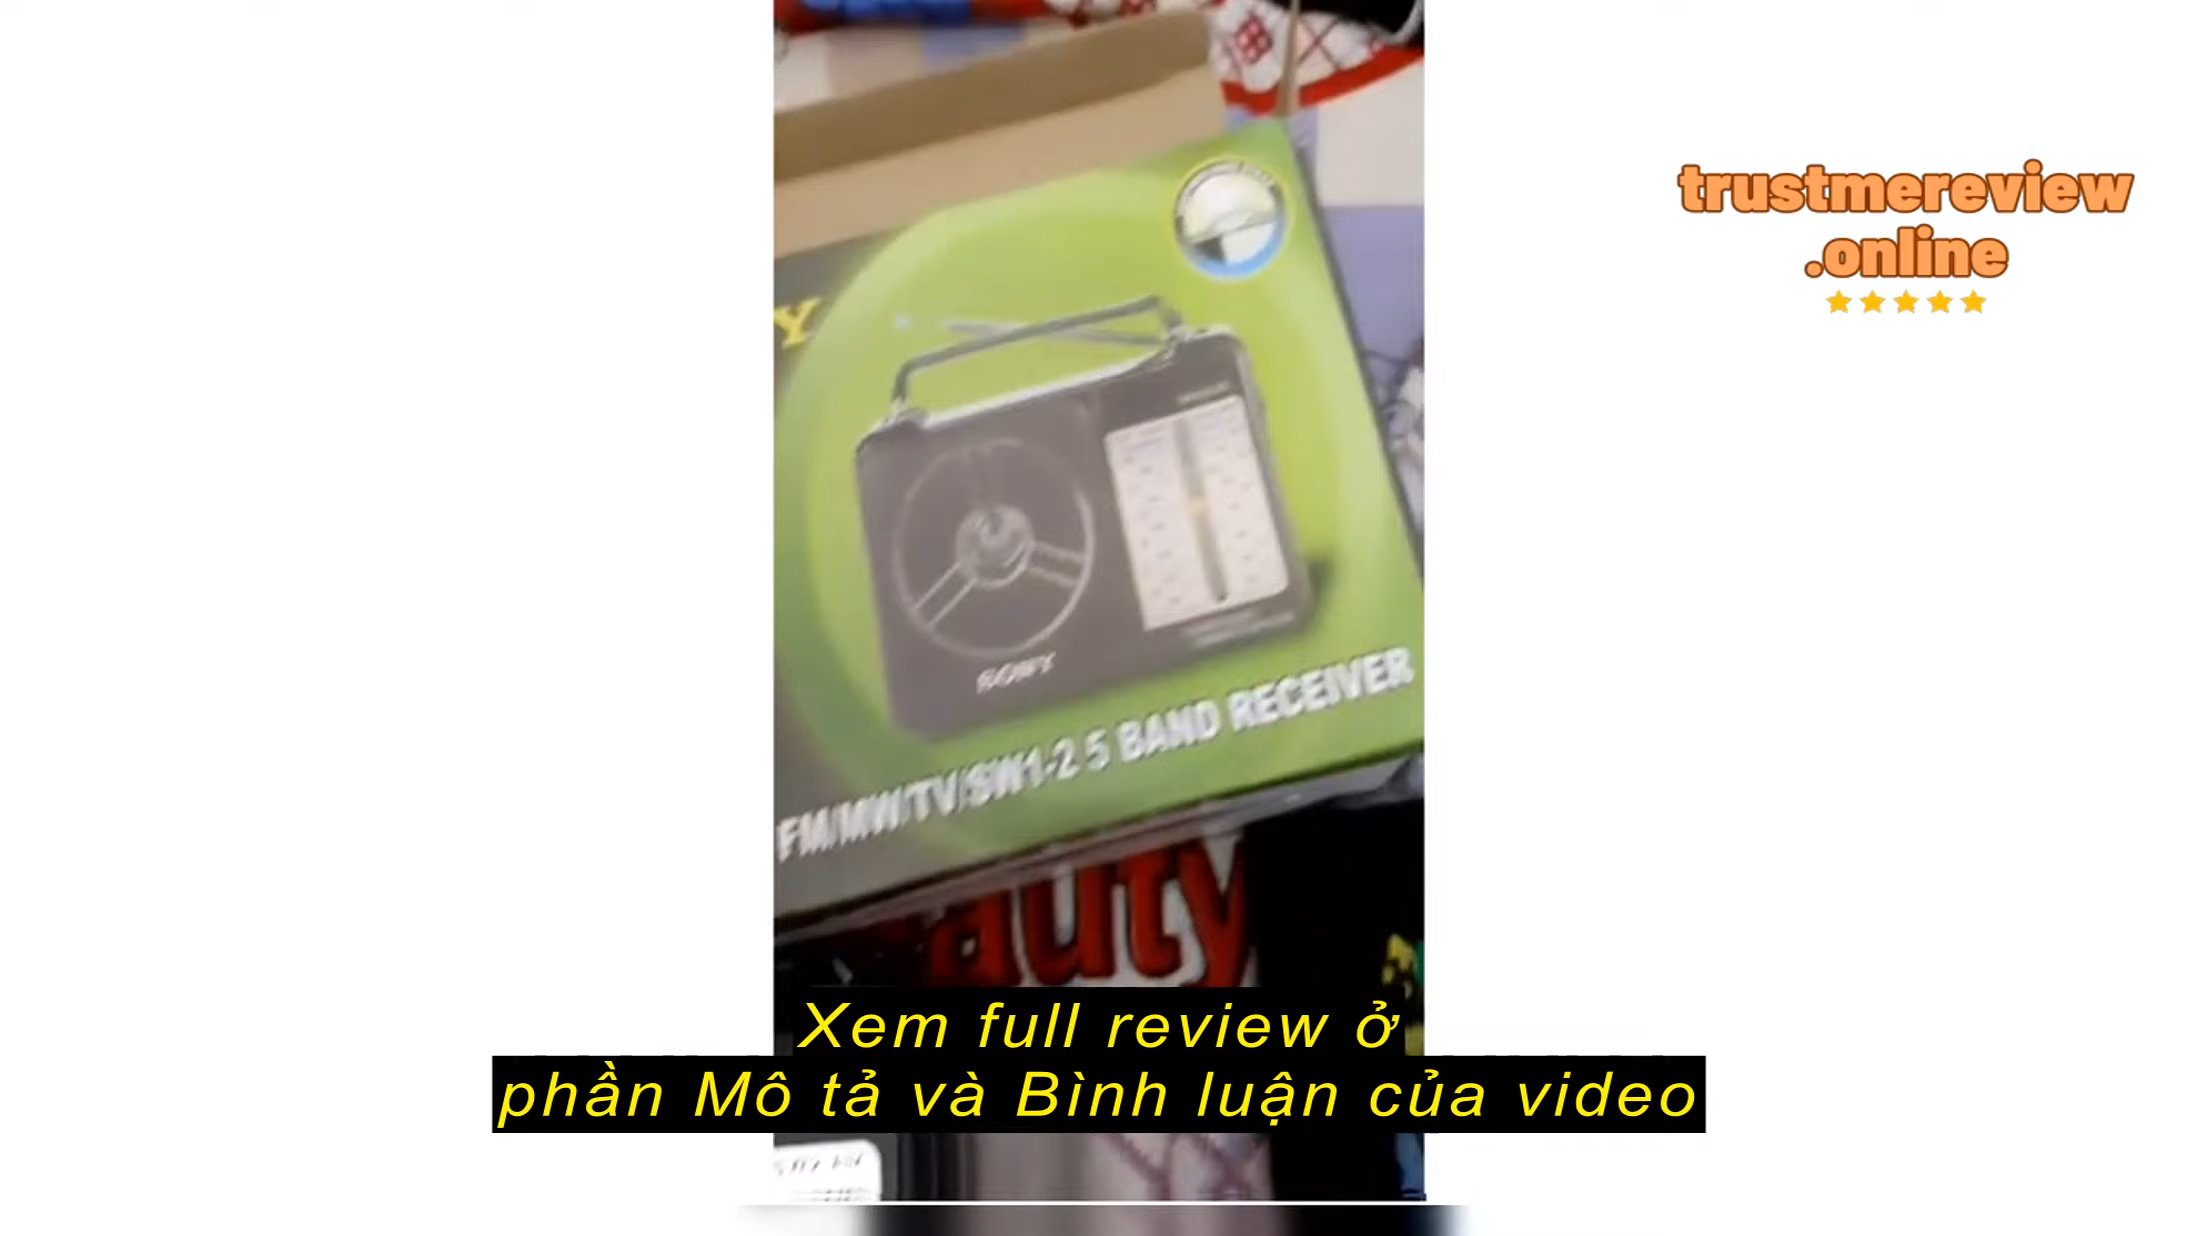 trustmereview
.online
Y
FM/MW/TV/SW1-2 5 BAND RECEIVER
auty
Xem full review ở
phần Mô tả và Bình luận của video